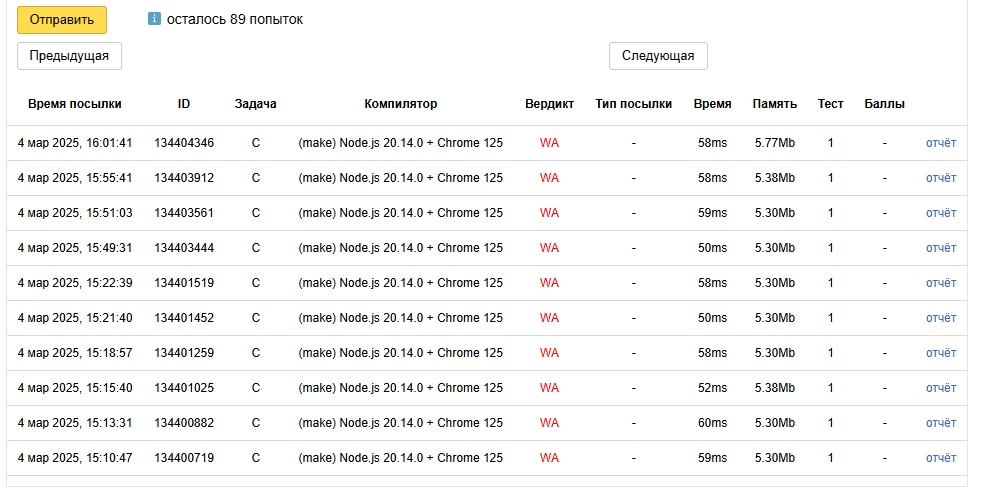 Отправить
осталось 89 попыток
Предыдущая
Следующая
Время посылки ID Задача Компилятор Вердикт Тип посылки Время Память Тест Баллы
4 мар 2025, 16:01:41 134404346 C (make) Node.js 20.14.0 + Chrome 125 WA - 58ms 5.77Mb 1 - отчёт
4 мар 2025, 15:55:41 134403912 C (make) Node.js 20.14.0 + Chrome 125 WA - 58ms 5.38Mb 1 - отчёт
4 мар 2025, 15:51:03 134403561 C (make) Node.js 20.14.0 + Chrome 125 WA - 59ms 5.30Mb 1 - отчёт
4 мар 2025, 15:49:31 134403444 C (make) Node.js 20.14.0 + Chrome 125 WA - 50ms 5.30Mb 1 - отчёт
4 мар 2025, 15:22:39 134401519 C (make) Node.js 20.14.0 + Chrome 125 WA - 58ms 5.30Mb 1 - отчёт
4 мар 2025, 15:21:40 134401452 C (make) Node.js 20.14.0 + Chrome 125 WA - 50ms 5.30Mb 1 - отчёт
4 мар 2025, 15:18:57 134401259 C (make) Node.js 20.14.0 + Chrome 125 WA - 58ms 5.30Mb 1 - отчёт
4 мар 2025, 15:15:40 134401025 C (make) Node.js 20.14.0 + Chrome 125 WA - 52ms 5.38Mb 1 - отчёт
4 мар 2025, 15:13:31 134400882 C (make) Node.js 20.14.0 + Chrome 125 WA - 60ms 5.30Mb 1 - отчёт
4 мар 2025, 15:10:47 134400719 C (make) Node.js 20.14.0 + Chrome 125 WA - 59ms 5.30Mb 1 - отчёт